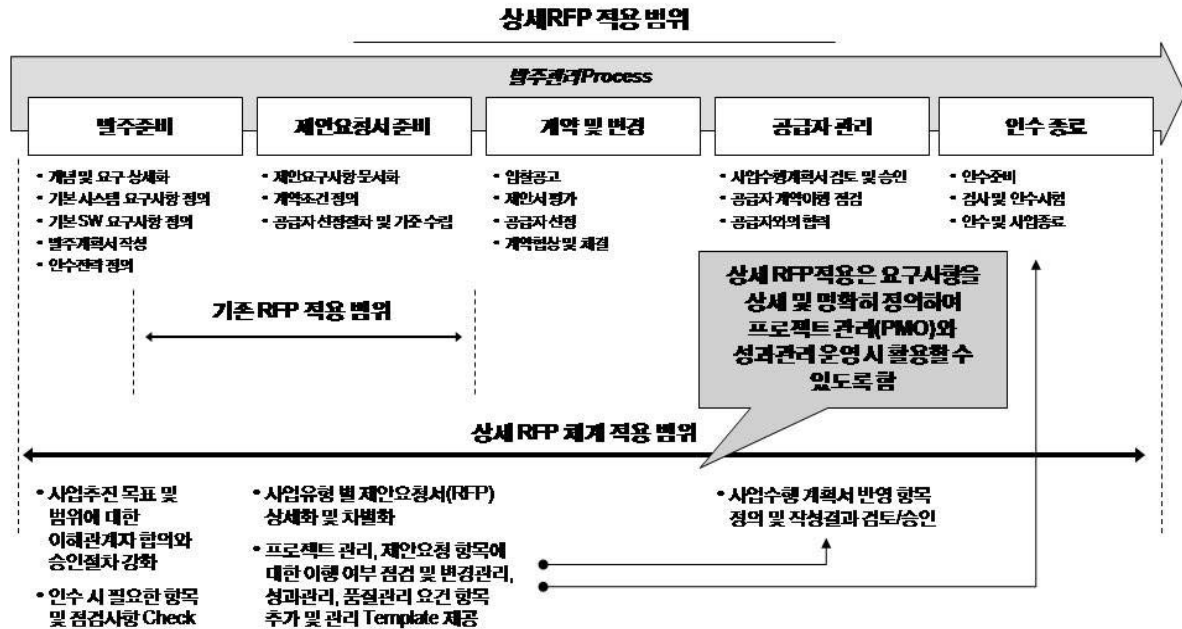 상세RFP 적용 범위
발주관리Process
발주준비
제안요청서 준비
계약 및 변경
공급자 관리
인수 종료
• 개념 및 요구 상세화
• 기본 시스템 요구사항 정의
• 기본 SW 요구사항 정의
• 발주계획서 작성
• 인수전략 정의
• 제안요구사항 문서화
• 계약조건 정의
• 공급자 선정절차 및 기준 수립
• 입찰공고
• 제안서 평가
• 공급자 선정
• 계약협상 및 체결
• 사업수행계획서 검토 및 승인
• 공급자 계약이행 점검
• 공급자와의 협력
• 인수준비
• 검사 및 인수시험
• 인수 및 사업종료
기존 RFP 적용 범위
상세 RFP적용은 요구사항을
상세 및 명확히 정의하여
프로젝트 관리(PMO)와
성과관리 운영 시 활용할 수
있도록 함
상세 RFP 체계 적용 범위
• 사업추진 목표 및
범위에 대한
이해관계자 합의와
승인절차 강화
• 인수 시 필요한 항목
및 점검사항 Check
• 사업유형 별 제안요청서(RFP)
상세화 및 차별화
• 프로젝트 관리, 제안요청 항목에
대한 이행 여부 점검 및 변경관리,
성과관리, 품질관리 요건 항목
추가 및 관리 Template 제공
• 사업수행 계획서 반영 항목
정의 및 작성결과 검토/승인